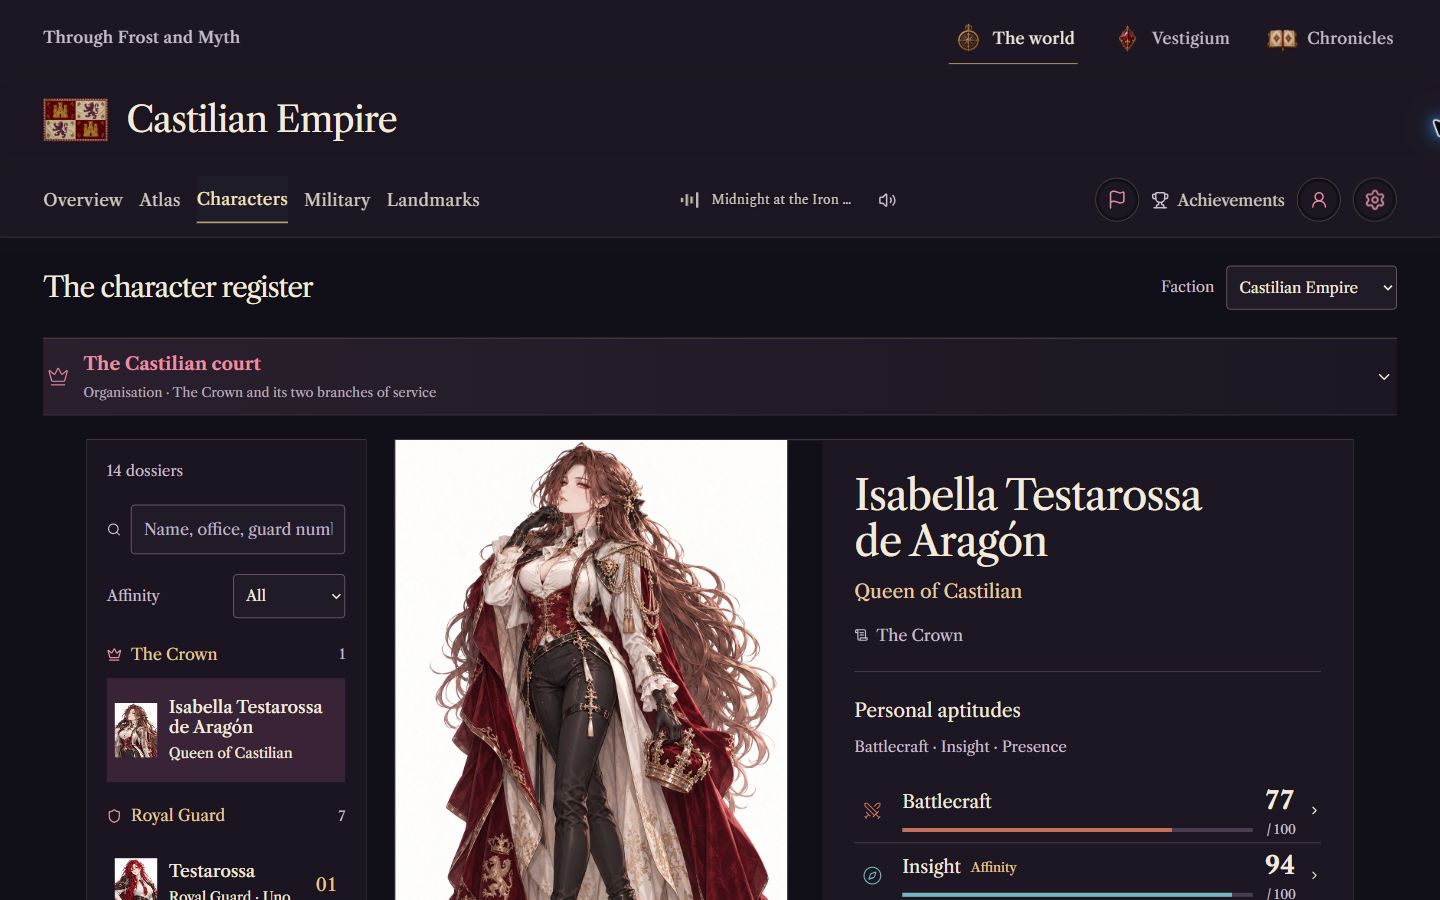 Through Frost and Myth
The world
Vestigium
Chronicles
Castilian Empire
Overview
Atlas
Characters
Military
Landmarks
Midnight at the Iron ...
Achievements
The character register
Faction
Castilian Empire
The Castilian court
Organisation · The Crown and its two branches of service
14 dossiers
Name, office, guard num
Affinity
All
The Crown
1
Isabella Testarossa
de Aragón
Queen of Castilian
Royal Guard
7
Testarossa
Royal Guard · Uno
01
Isabella Testarossa
de Aragón
Queen of Castilian
The Crown
Personal aptitudes
Battlecraft · Insight · Presence
Battlecraft
77
/ 100
Insight
Affinity
94
/ 100